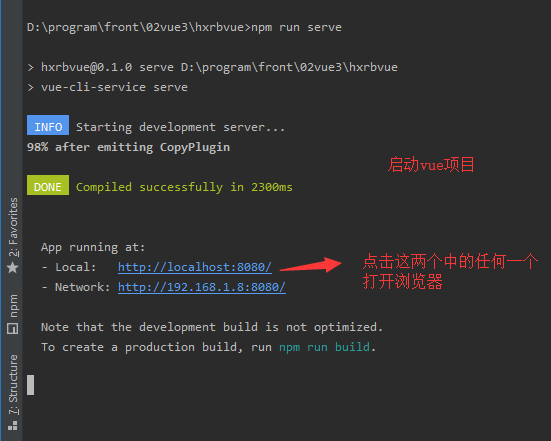 D:\program\front\02vue3\hxrbvue>npm run serve
> hxrbvue@0.1.0 serve D:\program\front\02vue3\hxrbvue
> vue-cli-service serve
INFO Starting development server...
98% after emitting CopyPlugin
启动vue项目
DONE Compiled successfully in 2300ms
App running at:
- Local: http://localhost:8080/
- Network: http://192.168.1.8:8080/
点击这两个中的任何一个
打开浏览器
Note that the development build is not optimized.
To create a production build, run npm run build.
2: Favorites
npm
7: Structure